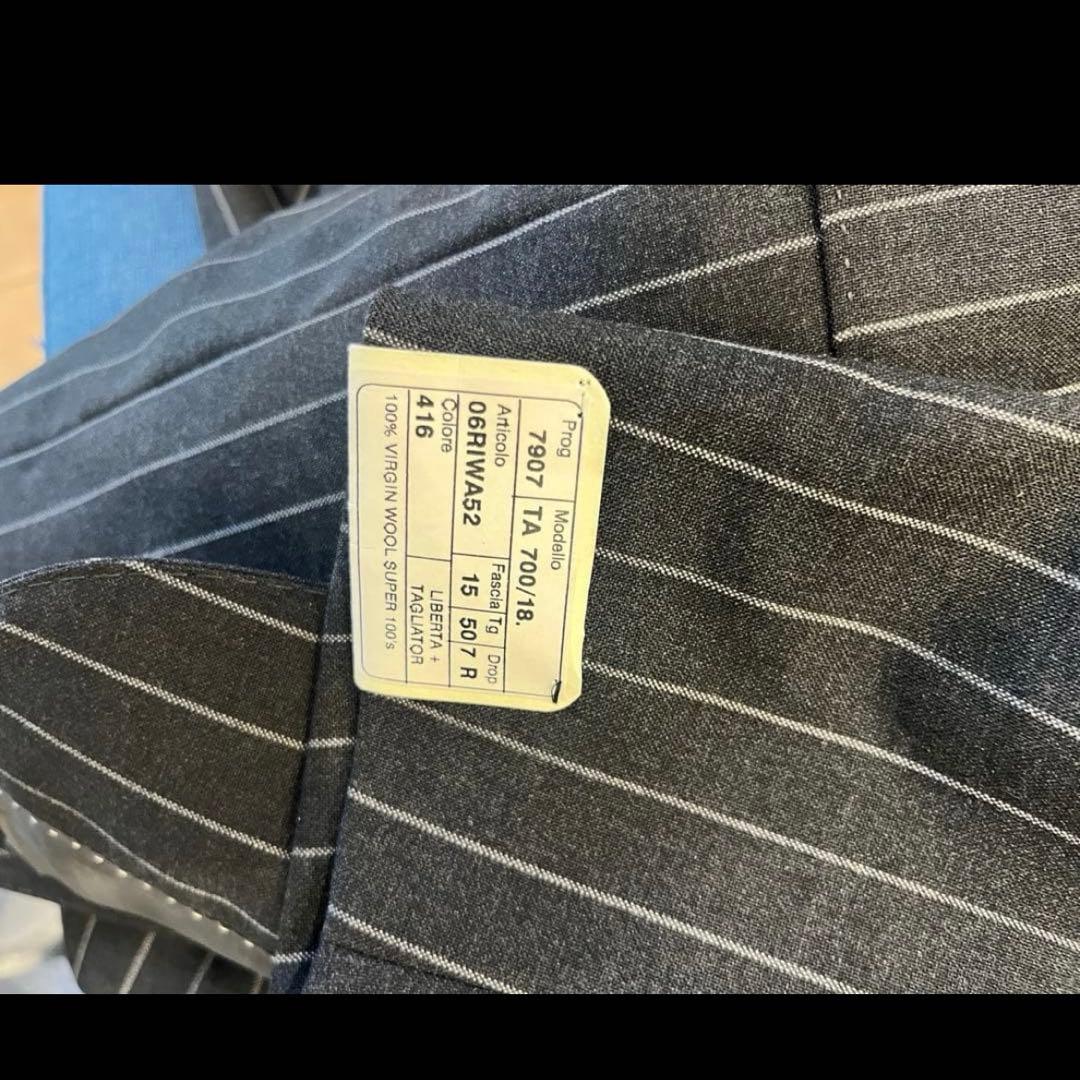 Prog Modello
7907 TA 700/18.
Articolo Fascia Tg Drop
06RIWA52 15 50 7 R
Colore
416 LIBERTA +
TAGLIATOR
100% VIRGIN WOOL SUPER 100's